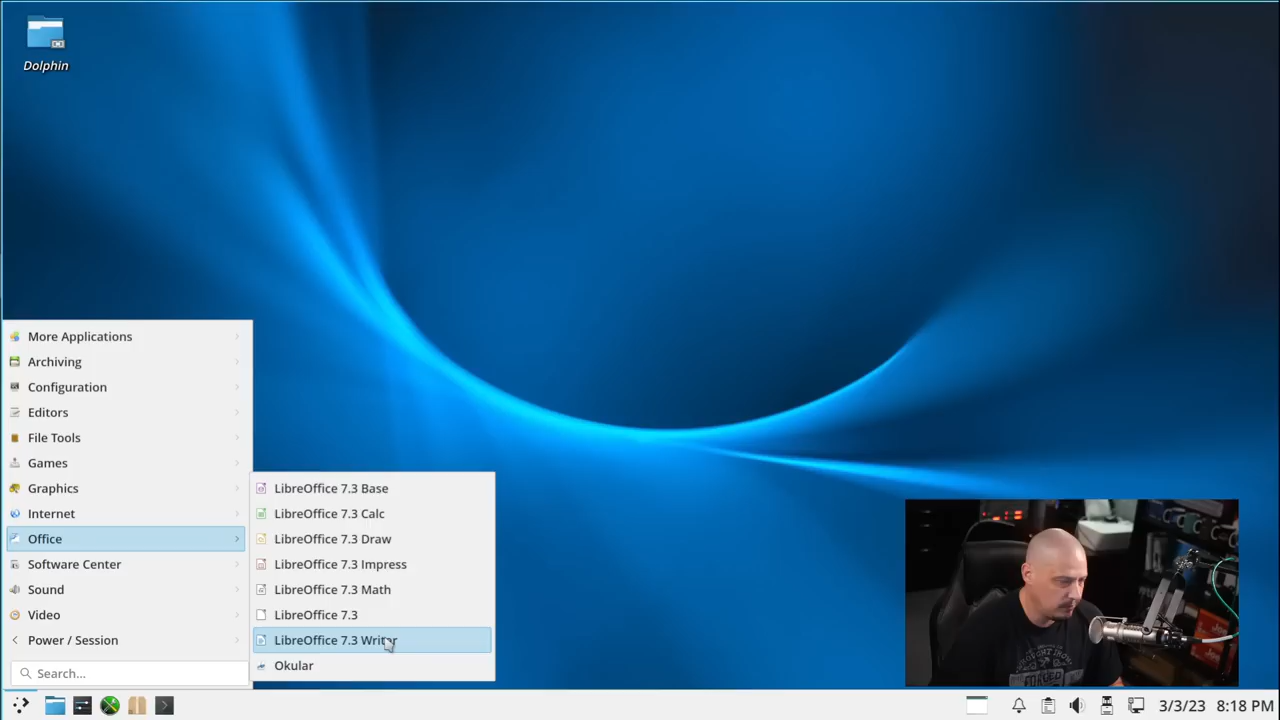 Dolphin
More Applications
Archiving
Configuration
Editors
File Tools
Games
Graphics
Internet
Office
Software Center
Sound
Video
Power / Session
Search...
LibreOffice 7.3 Base
LibreOffice 7.3 Calc
LibreOffice 7.3 Draw
LibreOffice 7.3 Impress
LibreOffice 7.3 Math
LibreOffice 7.3
LibreOffice 7.3 Writer
Okular
3/3/23 8:18 PM